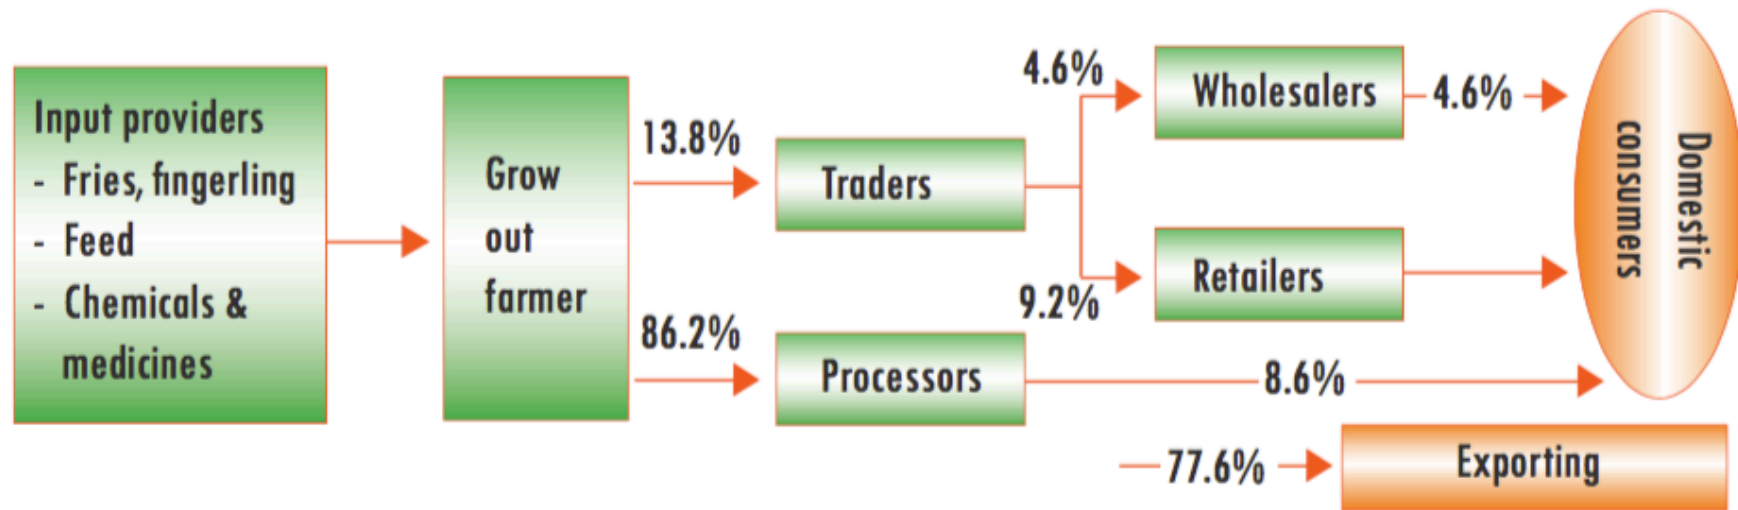 Input providers
- Fries, fingerling
- Feed
- Chemicals &
medicines
Grow
out
farmer
13.8%
86.2%
Traders
Processors
4.6%
9.2%
Wholesalers
Retailers
4.6%
8.6%
77.6%
Domestic
consumers
Exporting